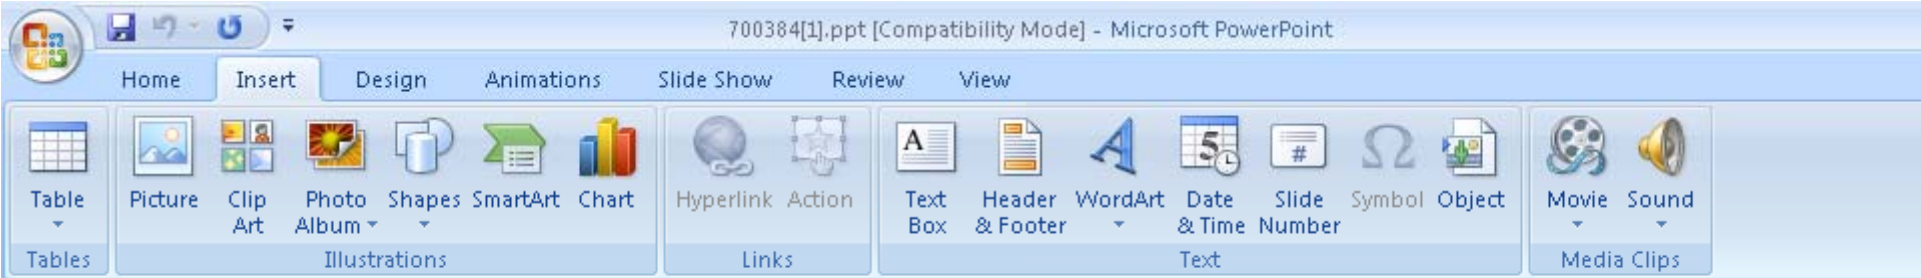 700384[1].ppt [Compatibility Mode] - Microsoft PowerPoint
Home Insert Design Animations Slide Show Review View
Table Picture Clip Art Photo Album Shapes SmartArt Chart Hyperlink Action Text Box Header & Footer WordArt Date & Time Slide Number Symbol Object Movie Sound
Tables Illustrations Links Text Media Clips